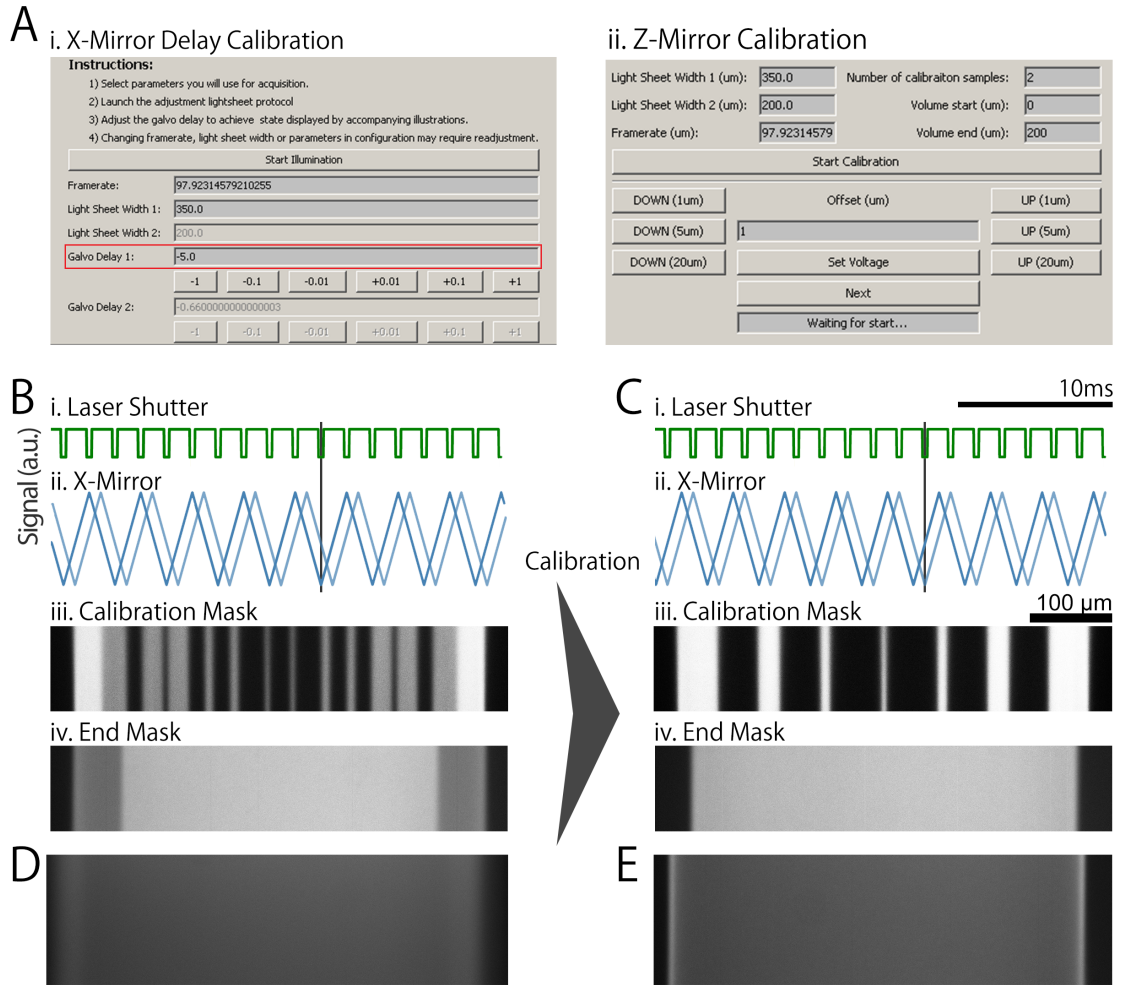 A
i. X-Mirror Delay Calibration
Instructions:
1) Select parameters you will use for acquisition.
2) Launch the adjustment lightsheet protocol
3) Adjust the galvo delay to achieve state displayed by accompanying illustrations.
4) Changing framerate, light sheet width or parameters in configuration may require readjustment.
Start Illumination
Framerate: 97.92314579210255
Light Sheet Width 1: 350.0
Light Sheet Width 2: 200.0
Galvo Delay 1: -5.0
-1 -0.1 -0.01 +0.01 +0.1 +1
Galvo Delay 2: -0.6600000000000003
-1 -0.1 -0.01 +0.01 +0.1 +1
ii. Z-Mirror Calibration
Light Sheet Width 1 (um): 350.0 Number of calibraiton samples: 2
Light Sheet Width 2 (um): 200.0 Volume start (um): 0
Framerate (um): 97.92314579 Volume end (um): 200
Start Calibration
DOWN (1um) Offset (um) UP (1um)
DOWN (5um) 1 UP (5um)
DOWN (20um) Set Voltage UP (20um)
Next
Waiting for start...
B
i. Laser Shutter
Signal (a.u.)
ii. X-Mirror
iii. Calibration Mask
iv. End Mask
Calibration
C
10ms
i. Laser Shutter
ii. X-Mirror
iii. Calibration Mask
100 µm
iv. End Mask
D
E